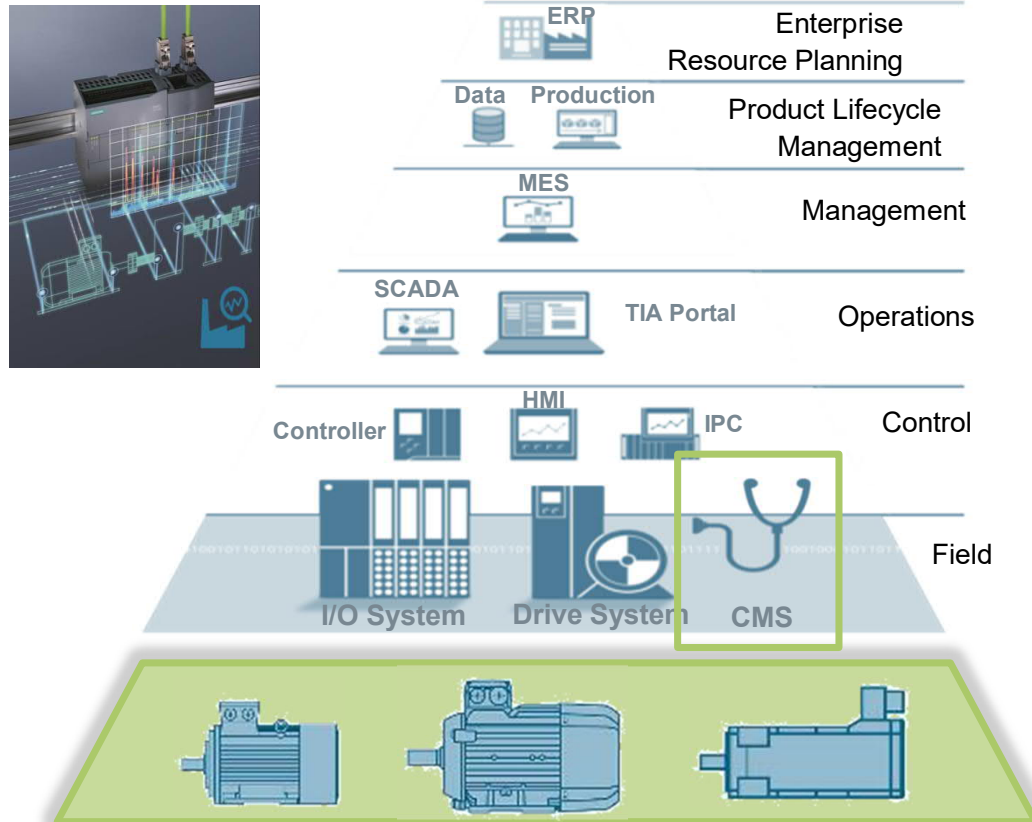 ERP
Enterprise
Resource Planning
Data
Production
Product Lifecycle
Management
MES
Management
SCADA
TIA Portal
Operations
HMI
Controller
IPC
Control
Field
I/O System
Drive System
CMS